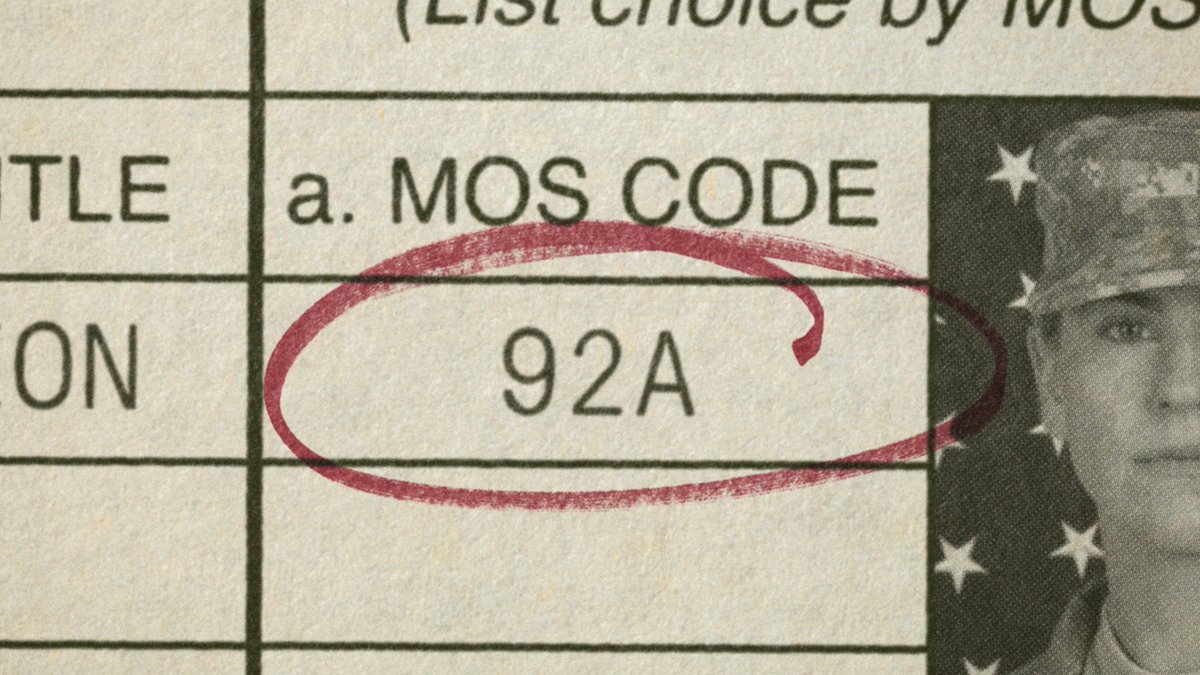 (List choice by MOS
TLE a. MOS CODE
ON 92A